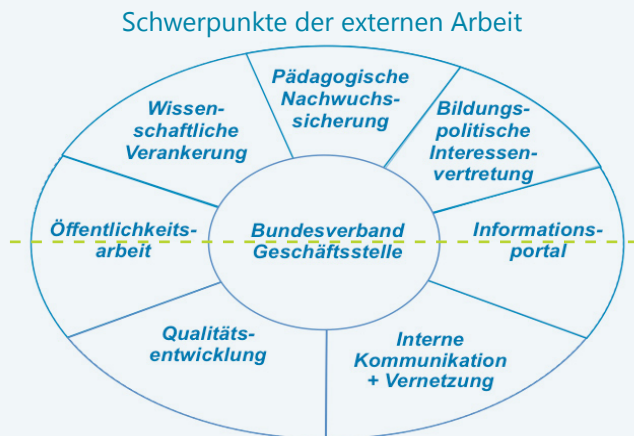 Schwerpunkte der externen Arbeit
Pädagogische
Nachwuchs-
sicherung
Wissen-
schaftliche
Verankerung
Bildungs-
politische
Interessen-
vertretung
Öffentlichkeits-
arbeit
Bundesverband
Geschäftsstelle
Informations-
portal
Qualitäts-
entwicklung
Interne
Kommunikation
+ Vernetzung